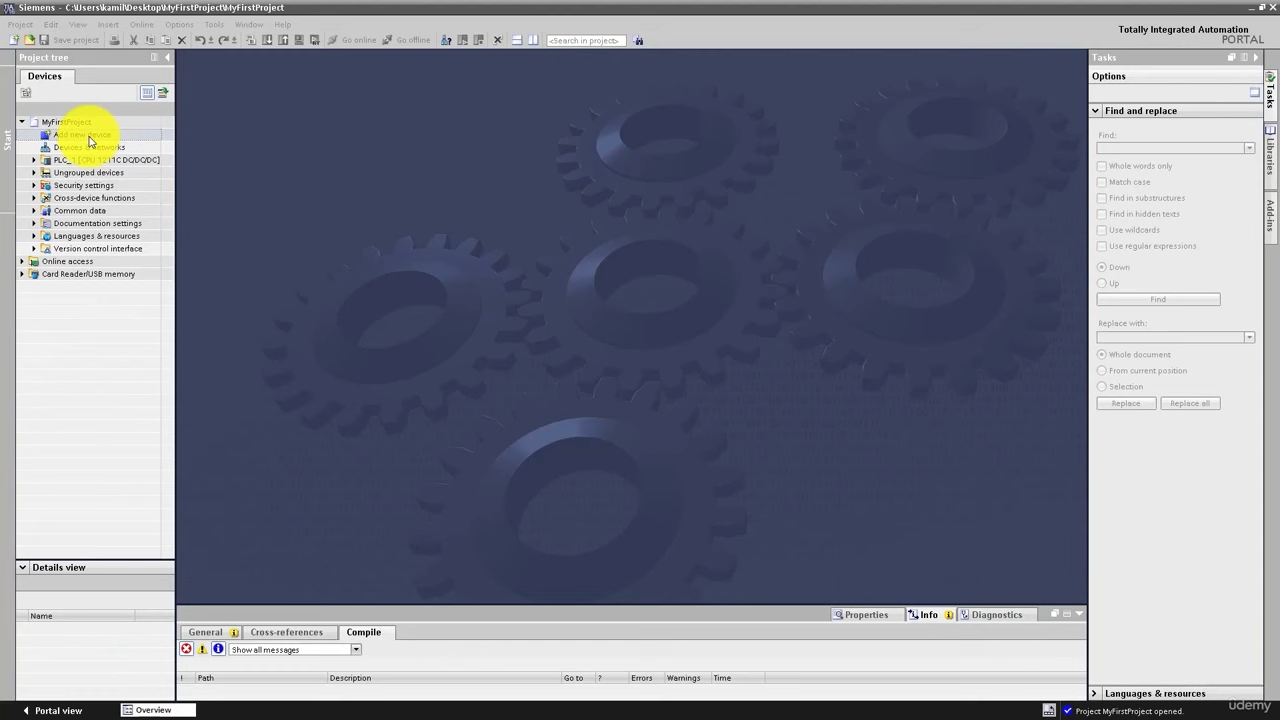 Siemens - C:\Users\kamil\Desktop\MyFirstProject\MyFirstProject
Project Edit View Insert Online Options Tools Window Help
Save project Go online Go offline <Search in project>
Totally Integrated Automation
PORTAL
Project tree
Devices
MyFirstProject
Add new device
Devices & networks
PLC_1 [CPU 1211C DC/DC/DC]
Ungrouped devices
Security settings
Cross-device functions
Common data
Documentation settings
Languages & resources
Version control interface
Online access
Card Reader/USB memory
Start
Details view
Name
Tasks
Options
Find and replace
Find:
Whole words only
Match case
Find in substructures
Find in hidden texts
Use wildcards
Use regular expressions
Down
Up
Find
Replace with:
Whole document
From current position
Selection
Replace Replace all
Languages & resources
Tasks
Libraries
Add-ins
Properties Info Diagnostics
General Cross-references Compile
Show all messages
! Path Description Go to ? Errors Warnings Time
Portal view Overview
Project MyFirstProject opened.
udemy